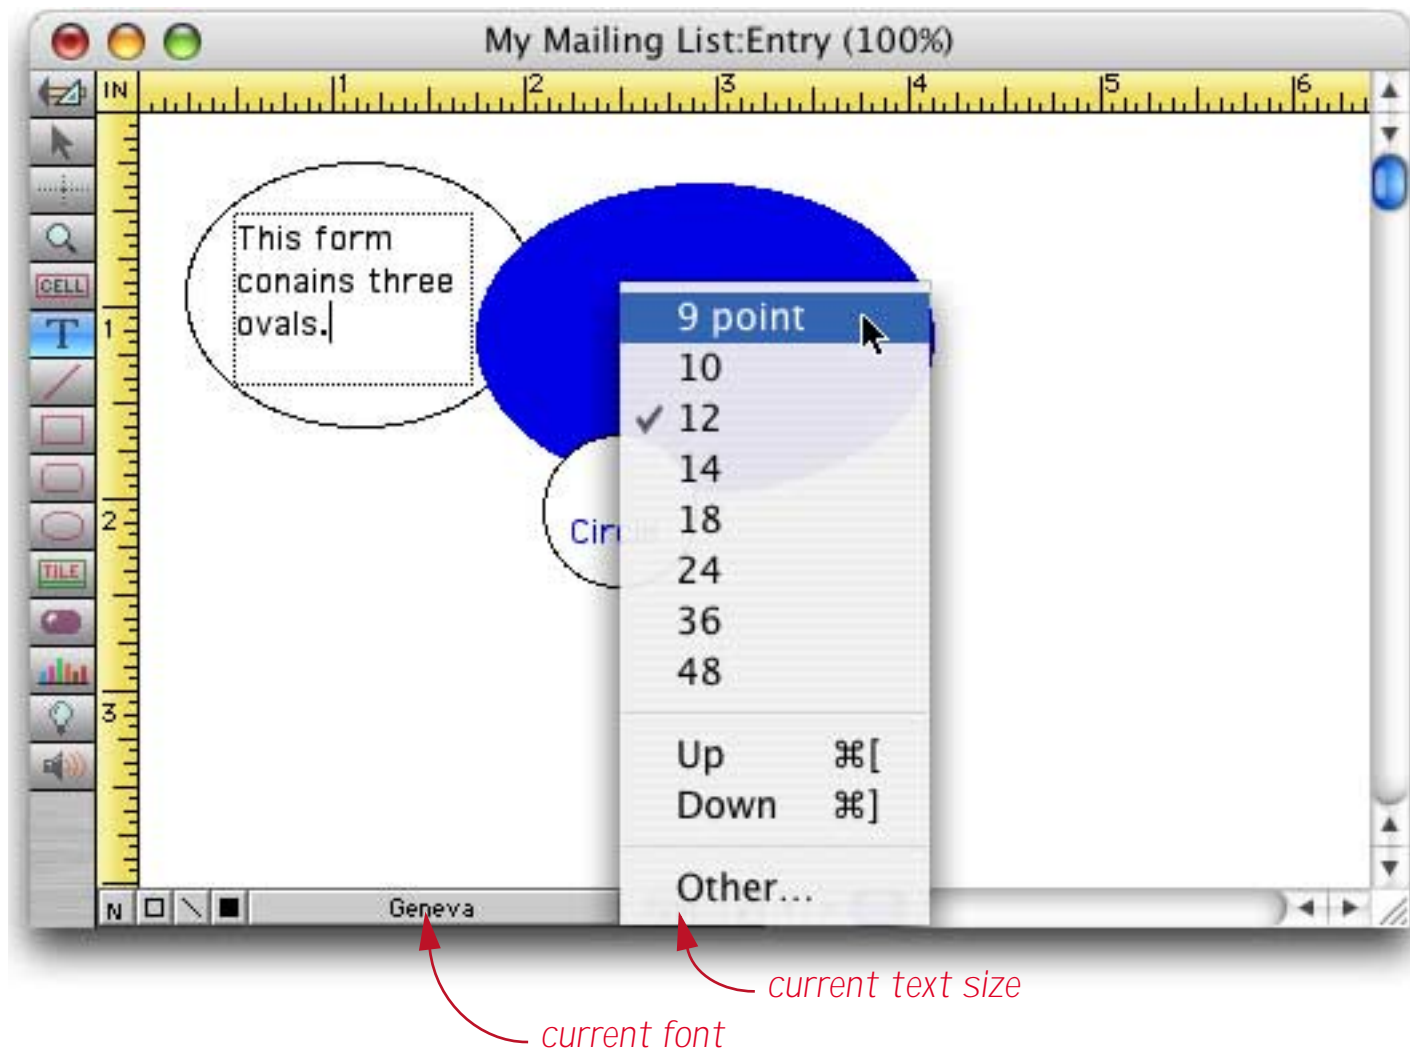 My Mailing List:Entry (100%)
IN 1 2 3 4 5 6
This form
conains three
ovals.
CELL
T
1
9 point
10
✓ 12
14
Circle
18
2
TILE
24
36
48
3
Up ⌘[
Down ⌘]
Other...
N Geneva
current text size
current font